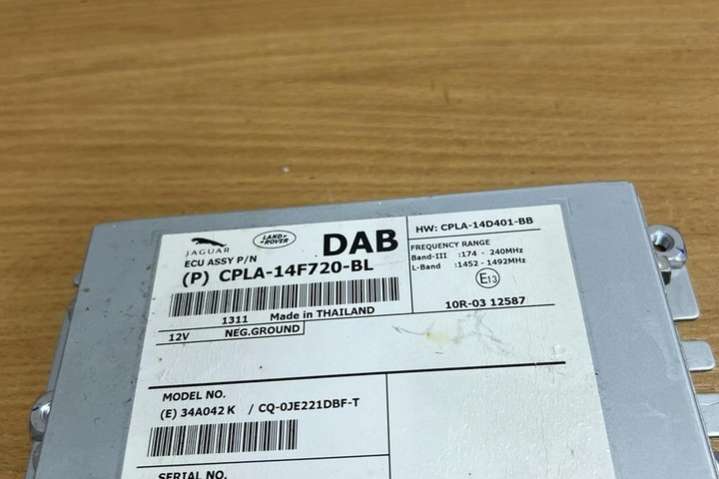 JAGUAR
LAND ROVER
DAB
ECU ASSY P/N
(P) CPLA-14F720-BL
1311 Made in THAILAND
12V NEG.GROUND
HW: CPLA-14D401-BB
FREQUENCY RANGE
Band-III :174 - 240MHz
L-Band :1452 - 1492MHz
E13
10R-03 12587
MODEL NO.
(E) 34A042 K / CQ-0JE221DBF-T
SERIAL NO.